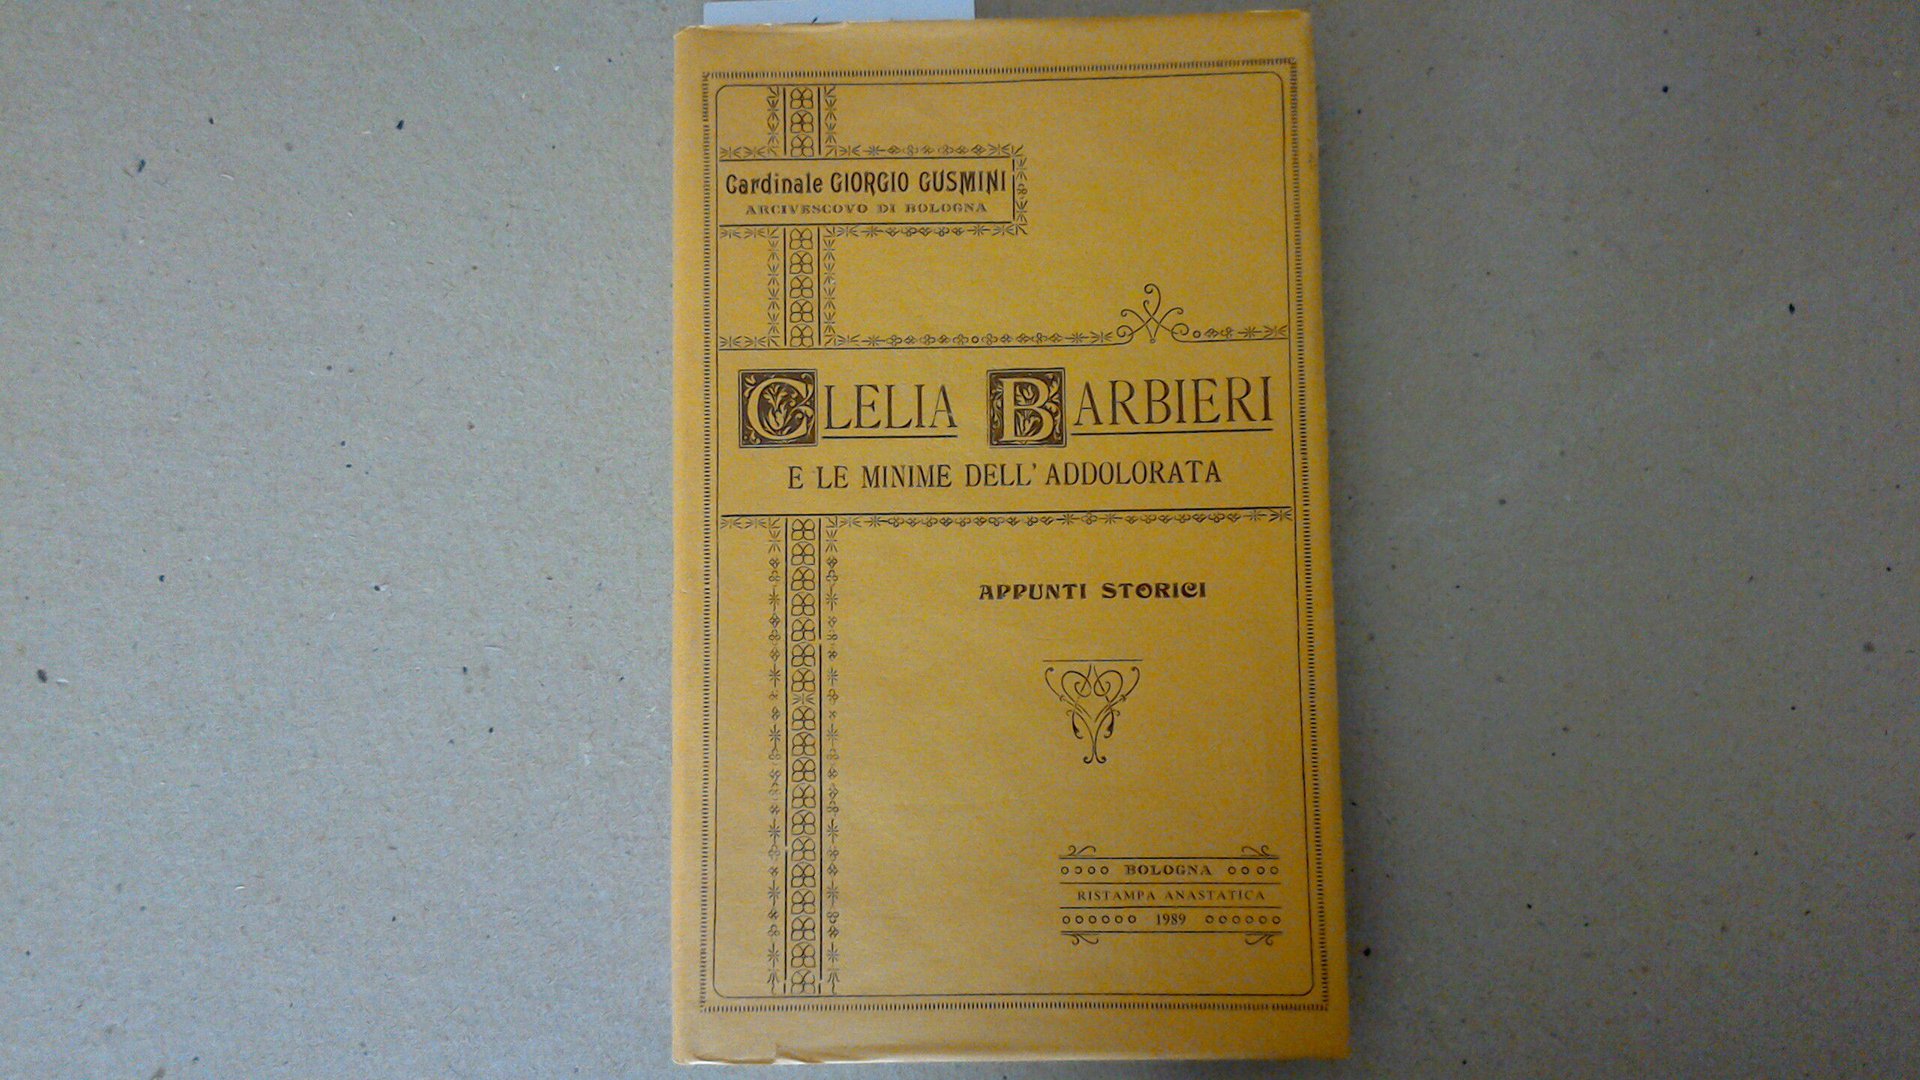 Cardinale GIORGIO GUSMINI
ARCIVESCOVO DI BOLOGNA
CLELIA BARBIERI
E LE MINIME DELL'ADDOLORATA
APPUNTI STORICI
BOLOGNA
RISTAMPA ANASTATICA
1989